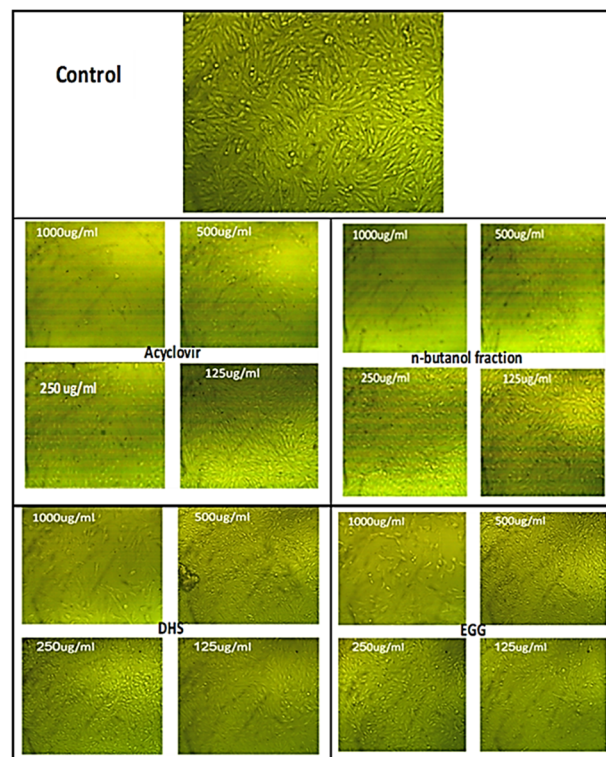 Control
1000ug/ml 500ug/ml
Acyclovir
250 ug/ml 125ug/ml
1000ug/ml 500ug/ml
n-butanol fraction
250ug/ml 125ug/ml
1000ug/ml 500ug/ml
DHS
250ug/ml 125ug/ml
1000ug/ml 500ug/ml
EGG
250ug/ml 125ug/ml